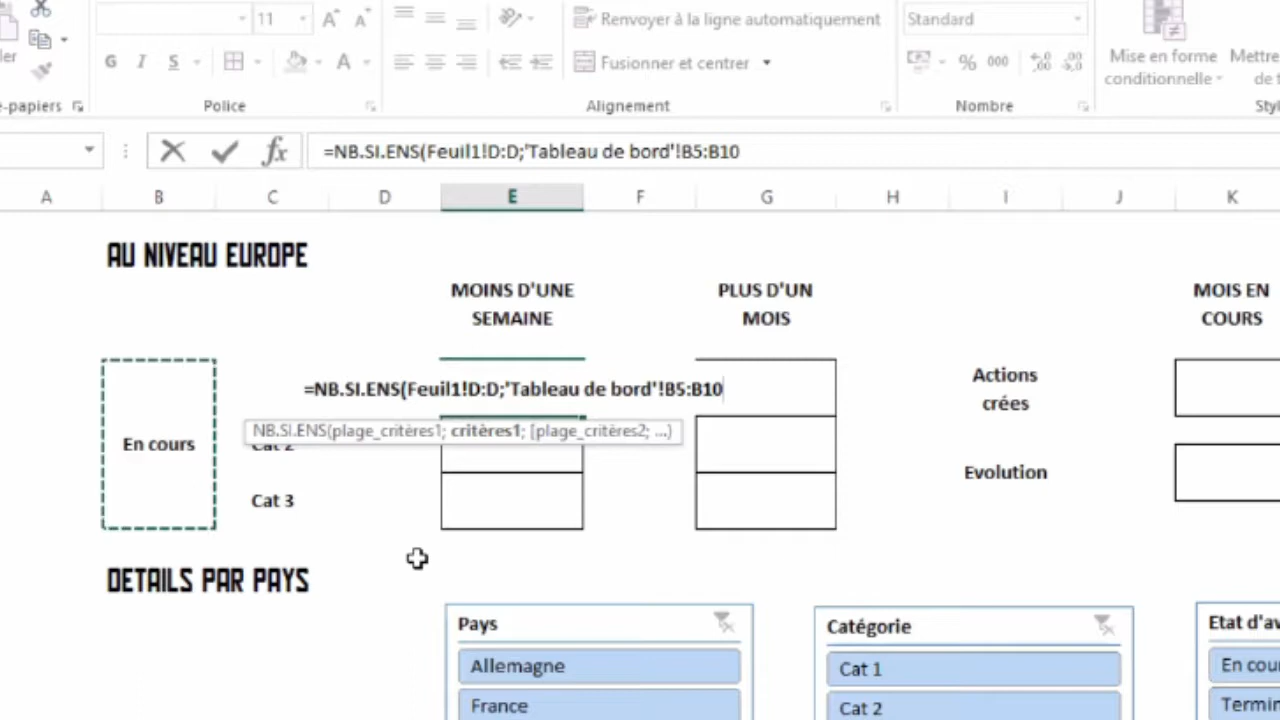 11
A A
Renvoyer à la ligne automatiquement
Standard
G I S
A
Fusionner et centrer
% 000
Mise en forme
conditionnelle
Police
Alignement
Nombre
=NB.SI.ENS(Feuil1!D:D;'Tableau de bord'!B5:B10
A B C D E F G H I J K
AU NIVEAU EUROPE
MOINS D'UNE
SEMAINE
PLUS D'UN
MOIS
MOIS EN
COURS
=NB.SI.ENS(Feuil1!D:D;'Tableau de bord'!B5:B10
Actions
crées
NB.SI.ENS(plage_critères1; critères1; [plage_critères2; ...)
En cours
Cat 2
Evolution
Cat 3
DETAILS PAR PAYS
Pays
Catégorie
Allemagne
Cat 1
France
Cat 2